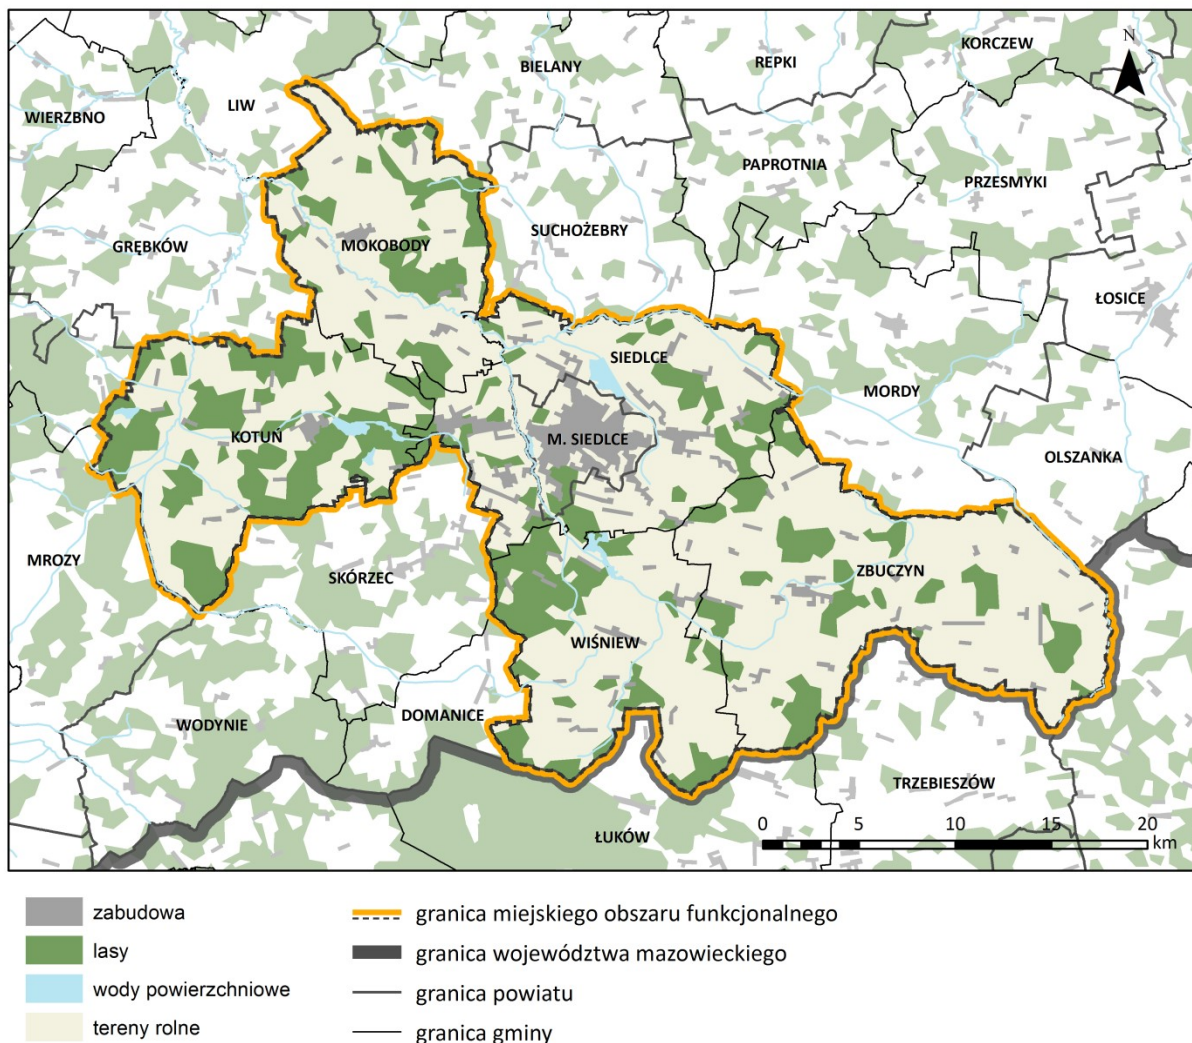 KORCZEW
N
BIELANY
REPKI
LIW
WIERZBNO
PAPROTNIA
PRZESMYKI
SUCHOŻEBRY
MOKOBODY
GRĘBKÓW
ŁOSICE
SIEDLCE
MORDY
KOTUŃ
M. SIEDLCE
OLSZANKA
MROZY
SKÓRZEC
ZBUCZYN
WIŚNIEW
DOMANICE
WODYNIE
TRZEBIESZÓW
ŁUKÓW
0 5 10 15 20
km
zabudowa
lasy
wody powierzchniowe
tereny rolne
granica miejskiego obszaru funkcjonalnego
granica województwa mazowieckiego
granica powiatu
granica gminy